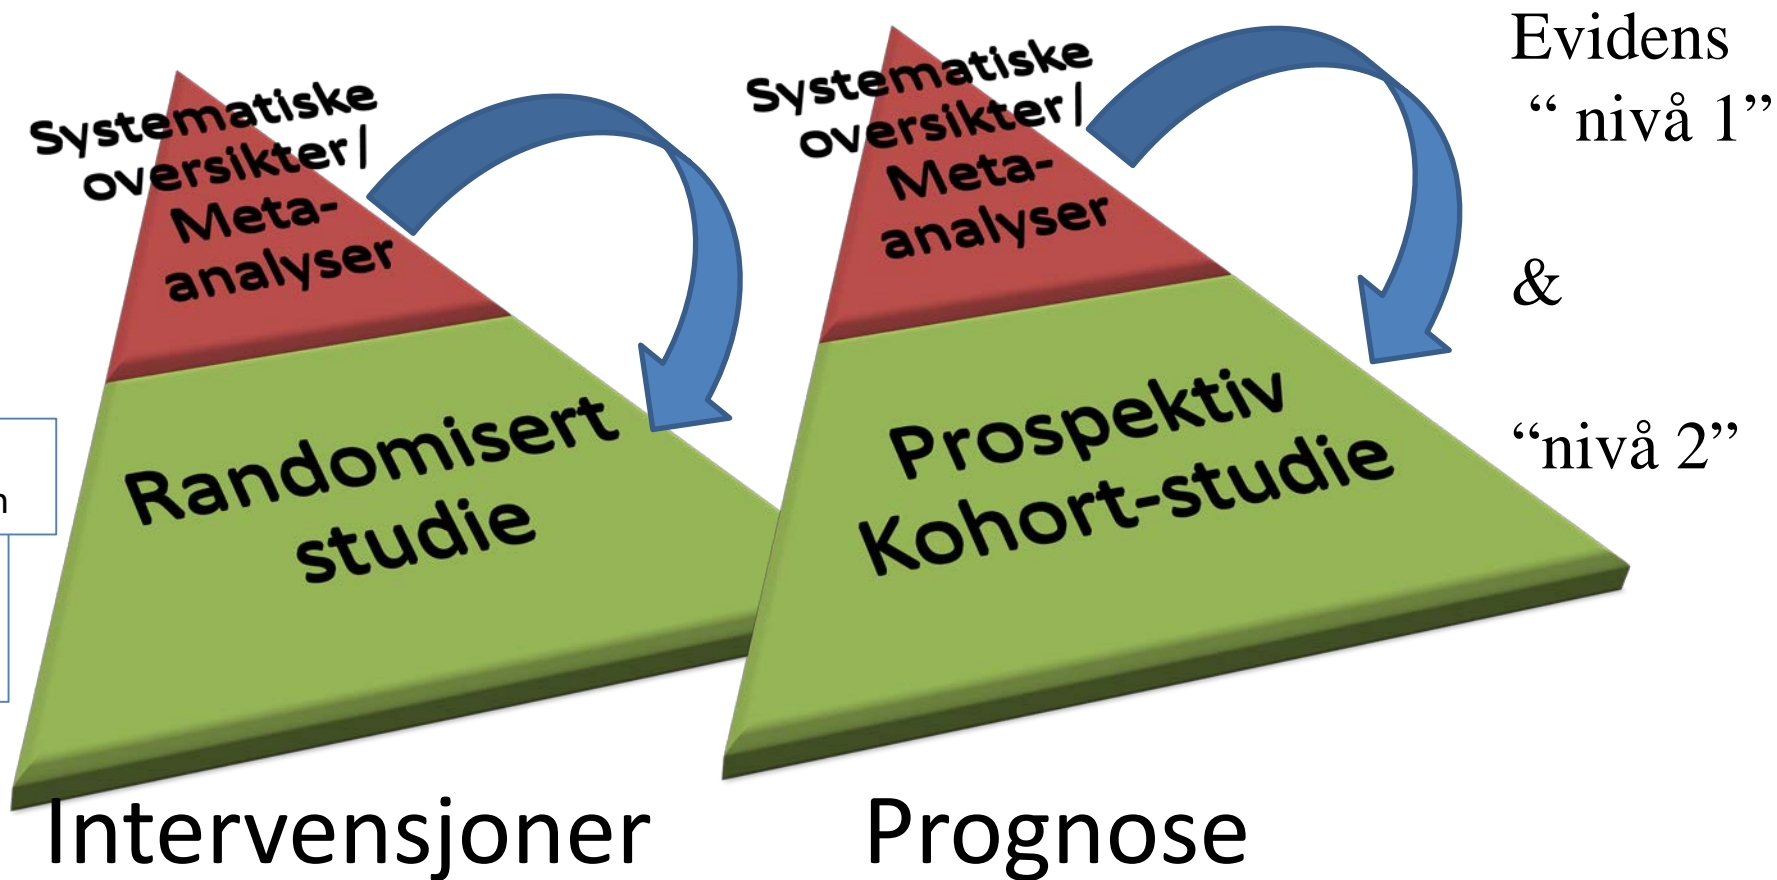 Systematiske
oversikter/
Meta-
analyser
Randomisert
studie
Intervensjoner
Systematiske
oversikter/
Meta-
analyser
Prospektiv
Kohort-studie
Prognose
Evidens
“ nivå 1”
&
“nivå 2”